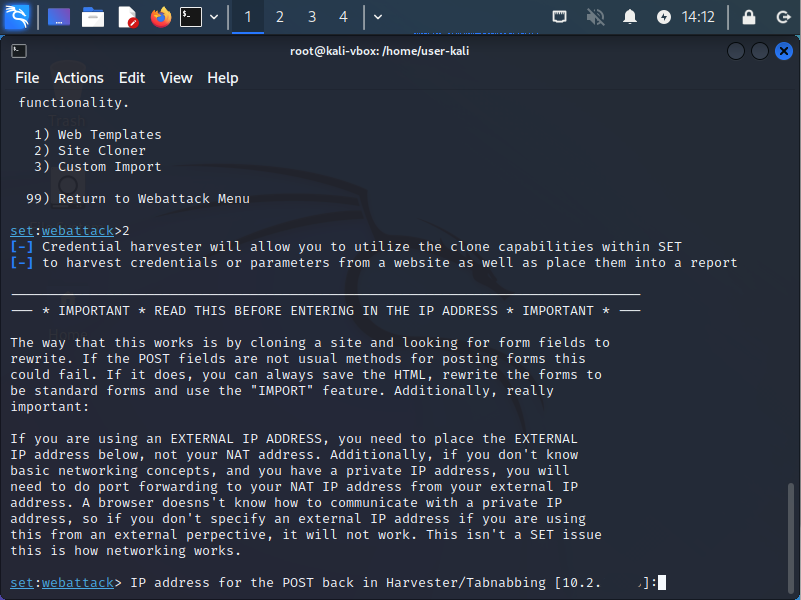 1 2 3 4 14:12
root@kali-vbox: /home/user-kali
File Actions Edit View Help
functionality.
1) Web Templates
2) Site Cloner
3) Custom Import
99) Return to Webattack Menu
set:webattack>2
[-] Credential harvester will allow you to utilize the clone capabilities within SET
[-] to harvest credentials or parameters from a website as well as place them into a report
--- * IMPORTANT * READ THIS BEFORE ENTERING IN THE IP ADDRESS * IMPORTANT * ---
The way that this works is by cloning a site and looking for form fields to
rewrite. If the POST fields are not usual methods for posting forms this
could fail. If it does, you can always save the HTML, rewrite the forms to
be standard forms and use the "IMPORT" feature. Additionally, really
important:
If you are using an EXTERNAL IP ADDRESS, you need to place the EXTERNAL
IP address below, not your NAT address. Additionally, if you don't know
basic networking concepts, and you have a private IP address, you will
need to do port forwarding to your NAT IP address from your external IP
address. A browser doesns't know how to communicate with a private IP
address, so if you don't specify an external IP address if you are using
this from an external perpective, it will not work. This isn't a SET issue
this is how networking works.
set:webattack> IP address for the POST back in Harvester/Tabnabbing [10.2. ]: